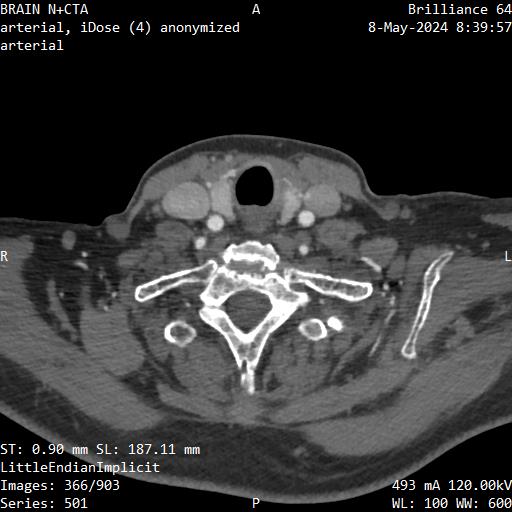 BRAIN N+CTA
arterial, iDose (4) anonymized
arterial
A
Brilliance 64
8-May-2024 8:39:57
R
L
ST: 0.90 mm SL: 187.11 mm
LittleEndianImplicit
Images: 366/903
Series: 501
P
493 mA 120.00kV
WL: 100 WW: 600